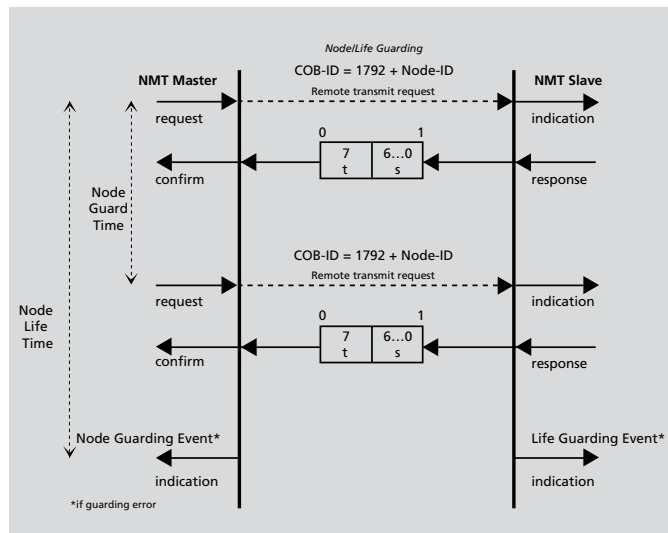 Node/Life Guarding
COB-ID = 1792 + Node-ID
NMT Master
Remote transmit request
NMT Slave
request
indication
0 1
7 6...0
t s
confirm
response
Node
Guard
Time
COB-ID = 1792 + Node-ID
Remote transmit request
request
indication
Node
Life
Time
0 1
7 6...0
t s
confirm
response
Node Guarding Event*
Life Guarding Event*
indication
indication
*if guarding error